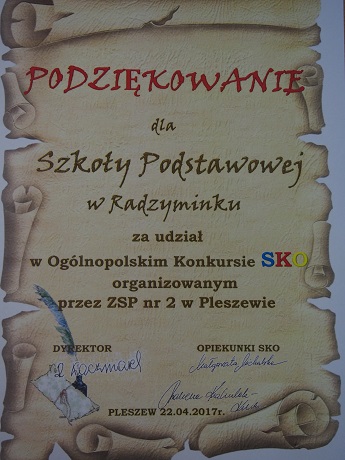 PODZIĘKOWANIE
dla
Szkoły Podstawowej
w Radzyminku
za udział
w Ogólnopolskim Konkursie SKO
organizowanym
przez ZSP nr 2 w Pleszewie
DYREKTOR OPIEKUNKI SKO
Małgorzata
PLESZEW 22.04.2017r.